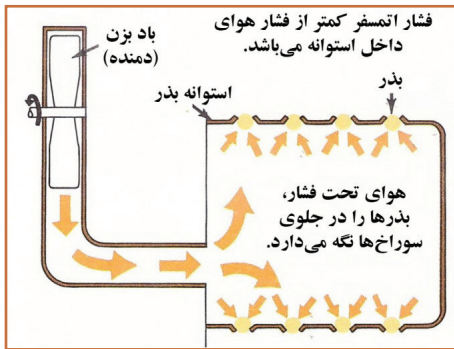 فشار اتمسفر کمتر از فشار هوای
داخل استوانه می‌باشد.
باد بزن
(دمنده)
بذر
استوانه بذر
هوای تحت فشار،
بذرها را در جلوی
سوراخ‌ها نگه می‌دارد.